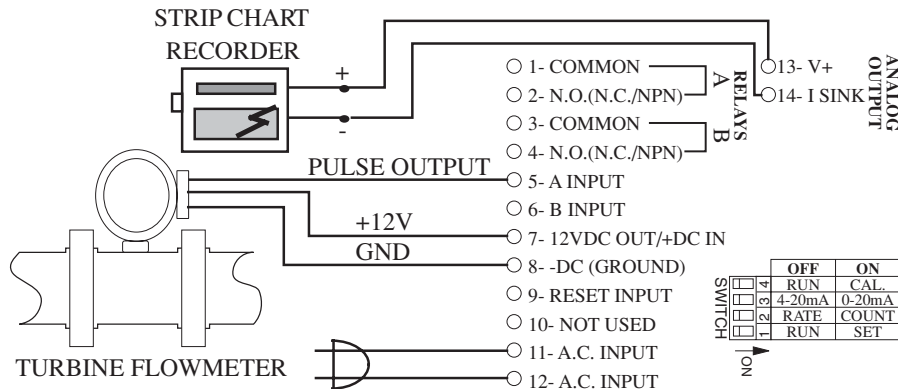 STRIP CHART
RECORDER
+
-
PULSE OUTPUT
+12V
GND
TURBINE FLOWMETER
1- COMMON
2- N.O.(N.C./NPN)
3- COMMON
4- N.O.(N.C./NPN)
5- A INPUT
6- B INPUT
7- 12VDC OUT/+DC IN
8- -DC (GROUND)
9- RESET INPUT
10- NOT USED
11- A.C. INPUT
12- A.C. INPUT
A
B
RELAYS
13- V+
14- I SINK
ANALOG
OUTPUT
SWITCH
OFF ON
4 RUN CAL.
3 4-20mA 0-20mA
2 RATE COUNT
1 RUN SET
ON